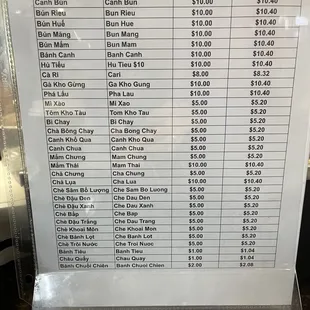 Canh Bún Canh Bun $10.00 $10.40
Bún Riêu Bun Rieu $10.00 $10.40
Bún Huế Bun Hue $10.00 $10.40
Bún Măng Bun Mang $10.00 $10.40
Bún Mắm Bun Mam $10.00 $10.40
Bánh Canh Banh Canh $10.00 $10.40
Hủ Tiếu Hu Tieu $10 $10.00 $10.40
Cà Ri Cari $8.00 $8.32
Gà Kho Gừng Ga Kho Gung $10.00 $10.40
Phá Lấu Pha Lau $10.00 $10.40
Mì Xào Mi Xao $5.00 $5.20
Tôm Kho Tàu Tom Kho Tau $5.00 $5.20
Bì Chay Bi Chay $5.00 $5.20
Chả Bông Chay Cha Bong Chay $5.00 $5.20
Canh Khổ Qua Canh Kho Qua $5.00 $5.20
Canh Chua Canh Chua $5.00 $5.20
Mắm Chưng Mam Chung $5.00 $5.20
Mắm Thái Mam Thai $10.00 $10.40
Chả Chưng Cha Chung $5.00 $5.20
Chả Lụa Cha Lua $10.00 $10.40
Chè Sâm Bổ Lượng Che Sam Bo Luong $5.00 $5.20
Chè Đậu Đen Che Dau Den $5.00 $5.20
Chè Đậu Xanh Che Dau Xanh $5.00 $5.20
Chè Bắp Che Bap $5.00 $5.20
Chè Đậu Trắng Che Dau Trang $5.00 $5.20
Chè Khoai Môn Che Khoai Mon $5.00 $5.20
Chè Bánh Lọt Che Banh Lot $5.00 $5.20
Chè Trôi Nước Che Troi Nuoc $5.00 $5.20
Bánh Tiêu Banh Tieu $1.00 $1.04
Cháu Quẩy Chau Quay $1.00 $1.04
Bánh Chuối Chiên Banh Chuoi Chien $2.00 $2.08